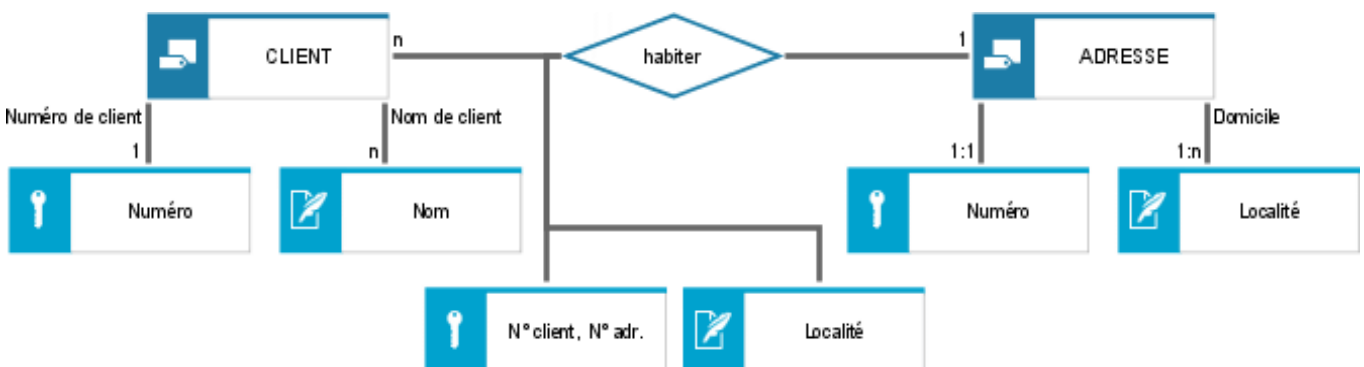 CLIENT
n
habiter
1
ADRESSE
Numéro de client
Nom de client
Domicile
1
n
1:1
1:n
Numéro
Nom
Numéro
Localité
N° client, N° adr.
Localité